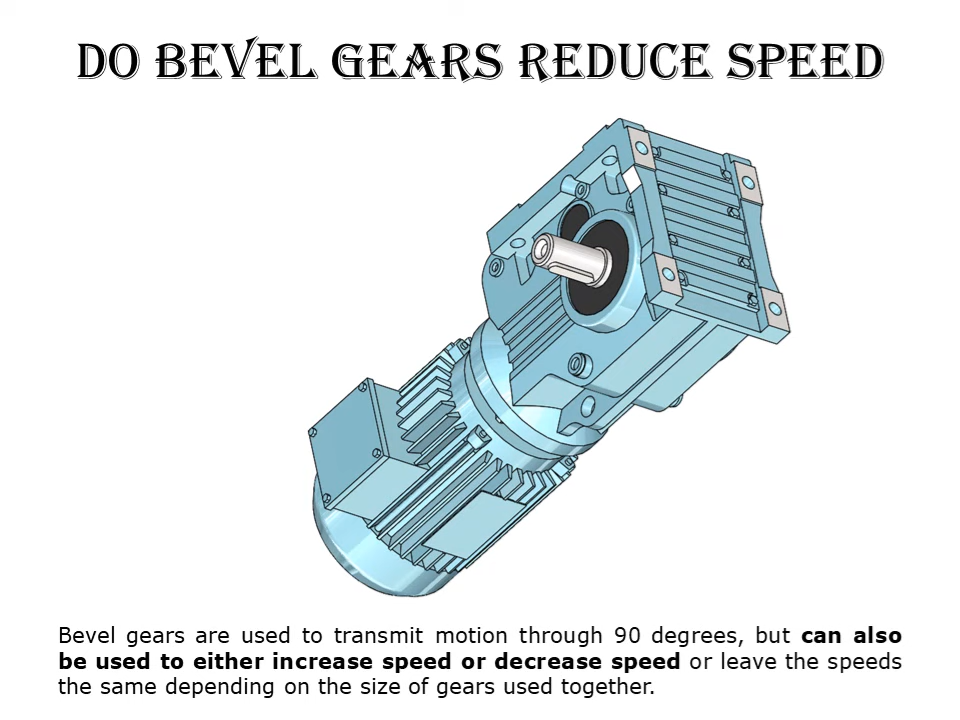 DO BEVEL GEARS REDUCE SPEED
Bevel gears are used to transmit motion through 90 degrees, but can also
be used to either increase speed or decrease speed or leave the speeds
the same depending on the size of gears used together.